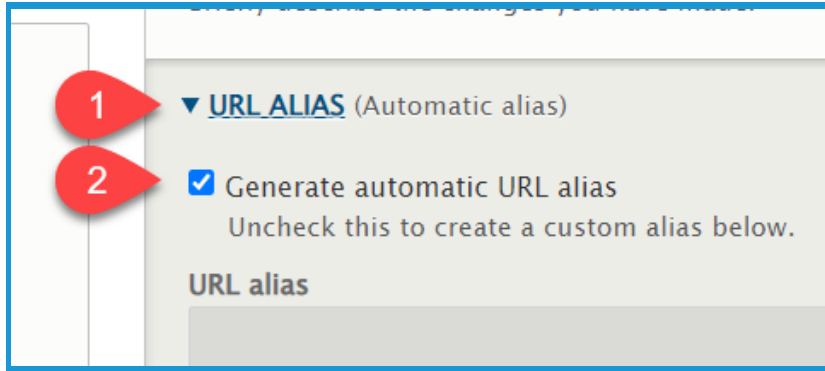 1
▼ URL ALIAS (Automatic alias)
2
Generate automatic URL alias
Uncheck this to create a custom alias below.
URL alias